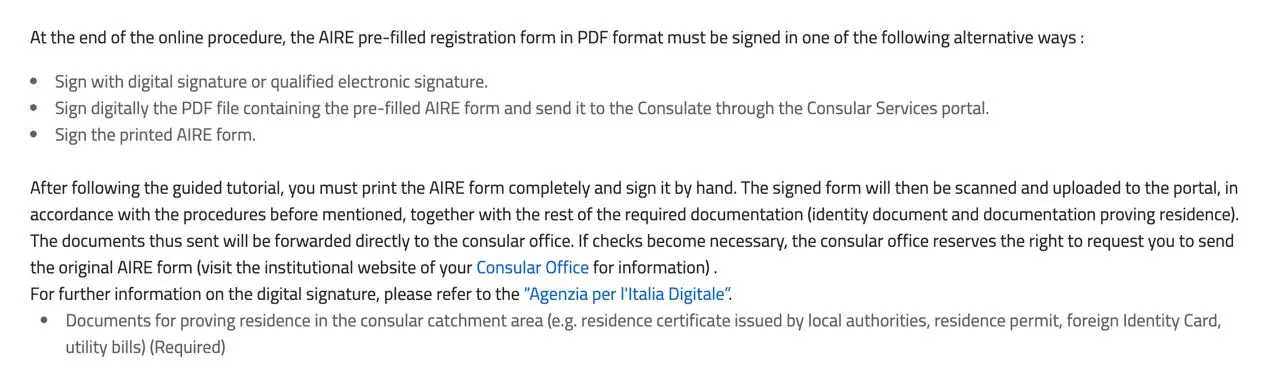 At the end of the online procedure, the AIRE pre-filled registration form in PDF format must be signed in one of the following alternative ways :
• Sign with digital signature or qualified electronic signature.
• Sign digitally the PDF file containing the pre-filled AIRE form and send it to the Consulate through the Consular Services portal.
• Sign the printed AIRE form.
After following the guided tutorial, you must print the AIRE form completely and sign it by hand. The signed form will then be scanned and uploaded to the portal, in
accordance with the procedures before mentioned, together with the rest of the required documentation (identity document and documentation proving residence).
The documents thus sent will be forwarded directly to the consular office. If checks become necessary, the consular office reserves the right to request you to send
the original AIRE form (visit the institutional website of your Consular Office for information) .
For further information on the digital signature, please refer to the “Agenzia per l'Italia Digitale”.
• Documents for proving residence in the consular catchment area (e.g. residence certificate issued by local authorities, residence permit, foreign Identity Card,
utility bills) (Required)